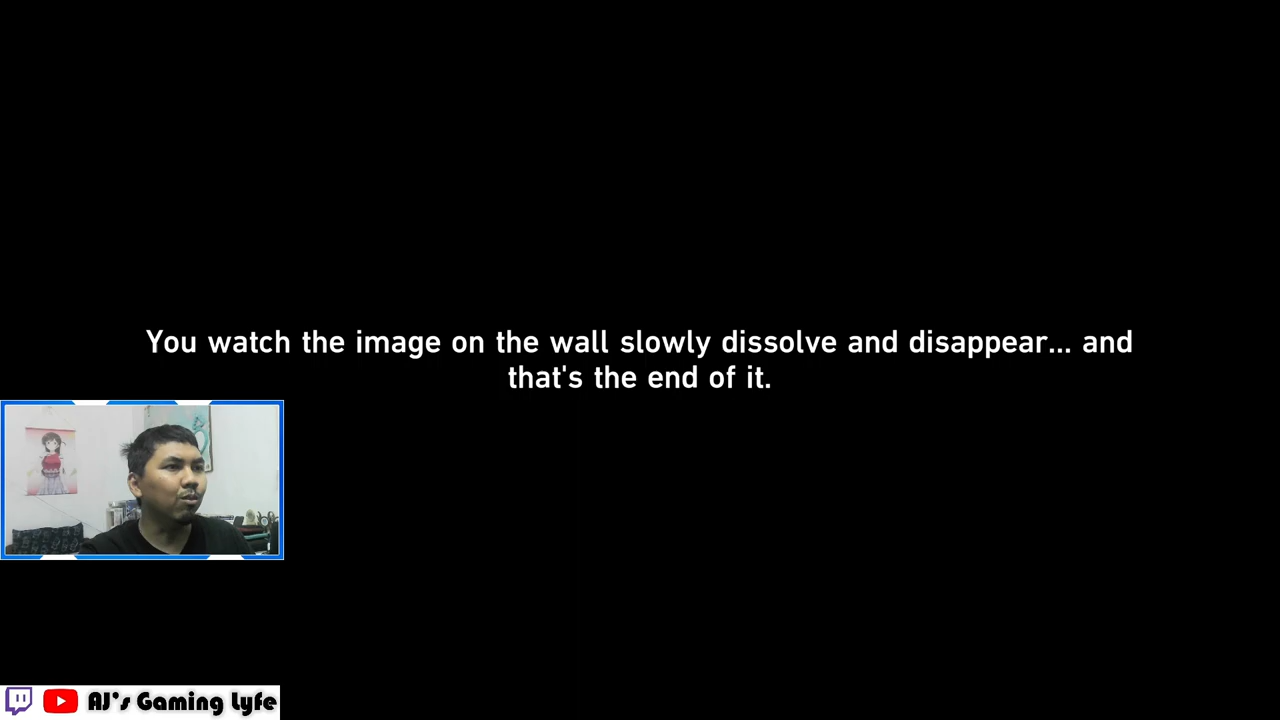 You watch the image on the wall slowly dissolve and disappear... and
that's the end of it.
AJ's Gaming Lyfe